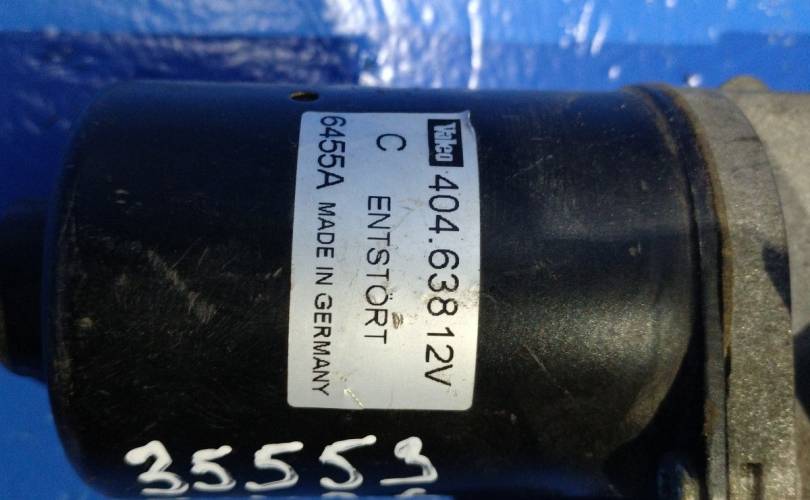 Valeo 404.638 12V
C ENTSTÖRT
6455A MADE IN GERMANY
35553